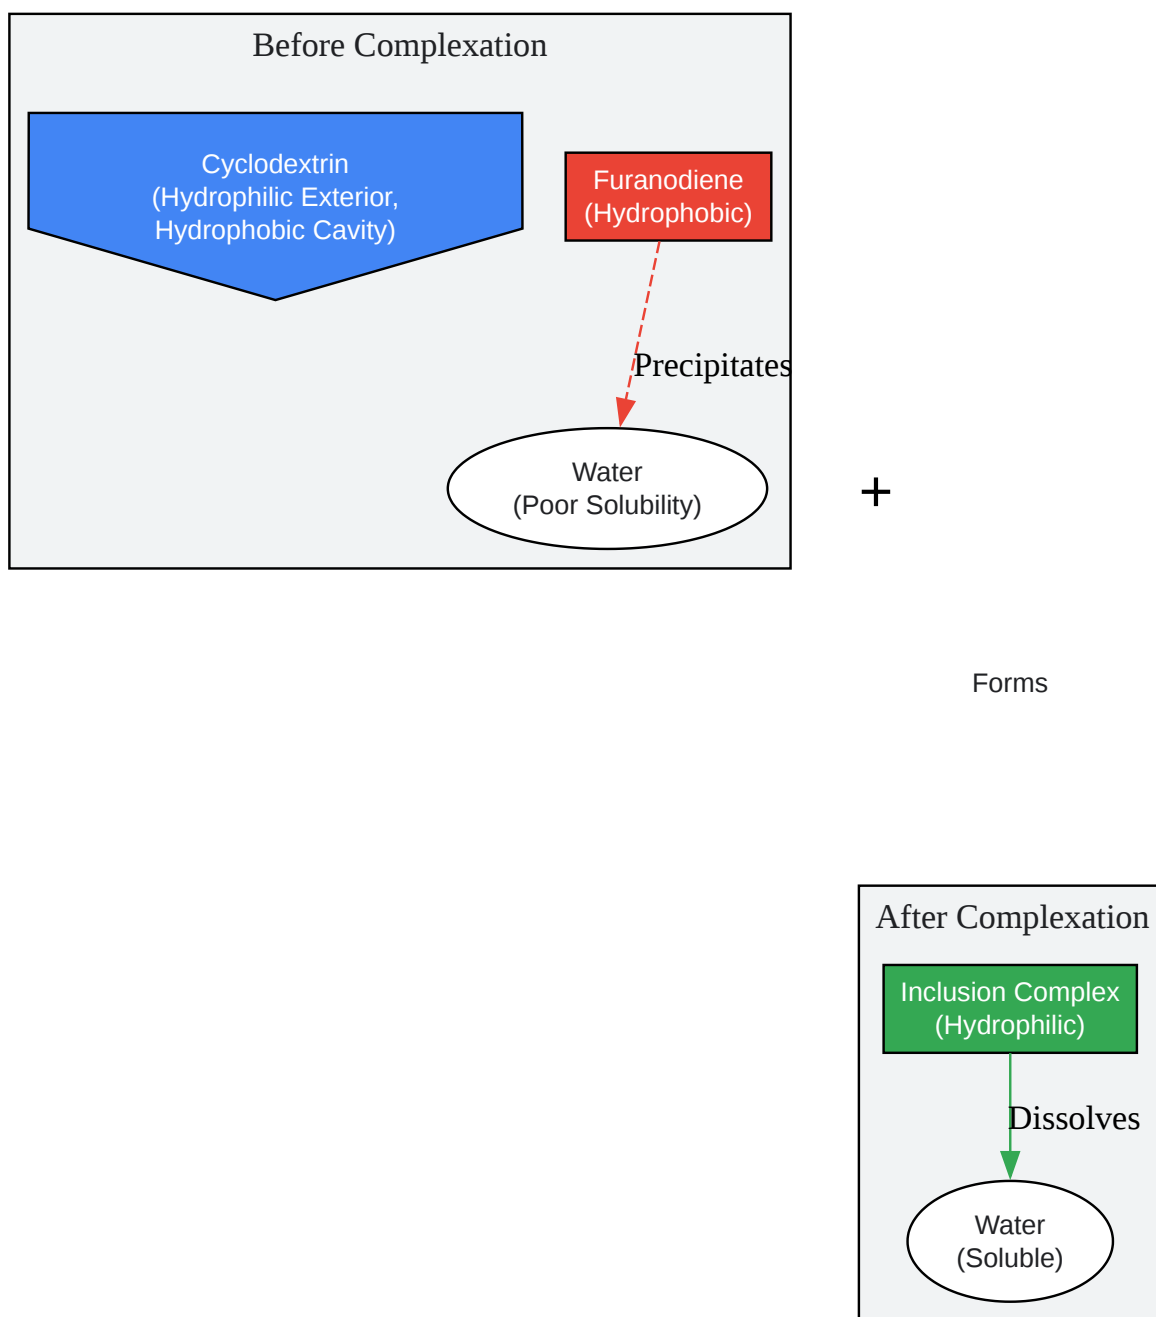 Before Complexation
Cyclodextrin
(Hydrophilic Exterior,
Hydrophobic Cavity)
Furanodiene
(Hydrophobic)
Precipitates
Water
(Poor Solubility)
+
Forms
After Complexation
Inclusion Complex
(Hydrophilic)
Dissolves
Water
(Soluble)